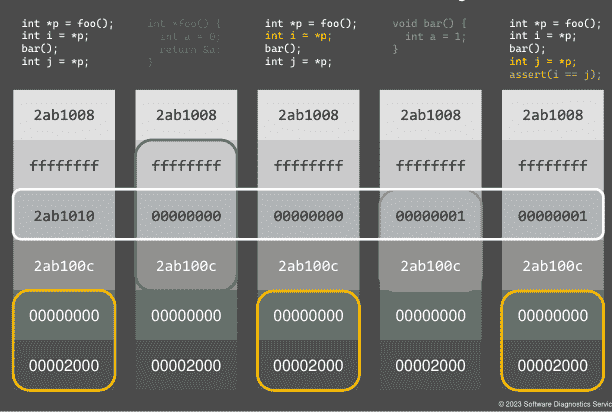 int *p = foo();
int i = *p;
bar();
int j = *p;
int *foo() {
int a = 0;
return &a;
}
int *p = foo();
int i = *p;
bar();
int j = *p;
void bar() {
int a = 1;
}
int *p = foo();
int i = *p;
bar();
int j = *p;
assert(i == j);
2ab1008 2ab1008 2ab1008 2ab1008 2ab1008
ffffffff ffffffff ffffffff ffffffff ffffffff
2ab1010 00000000 00000000 00000001 00000001
2ab100c 2ab100c 2ab100c 2ab100c 2ab100c
00000000 00000000 00000000 00000000 00000000
00002000 00002000 00002000 00002000 00002000
© 2023 Software Diagnostics